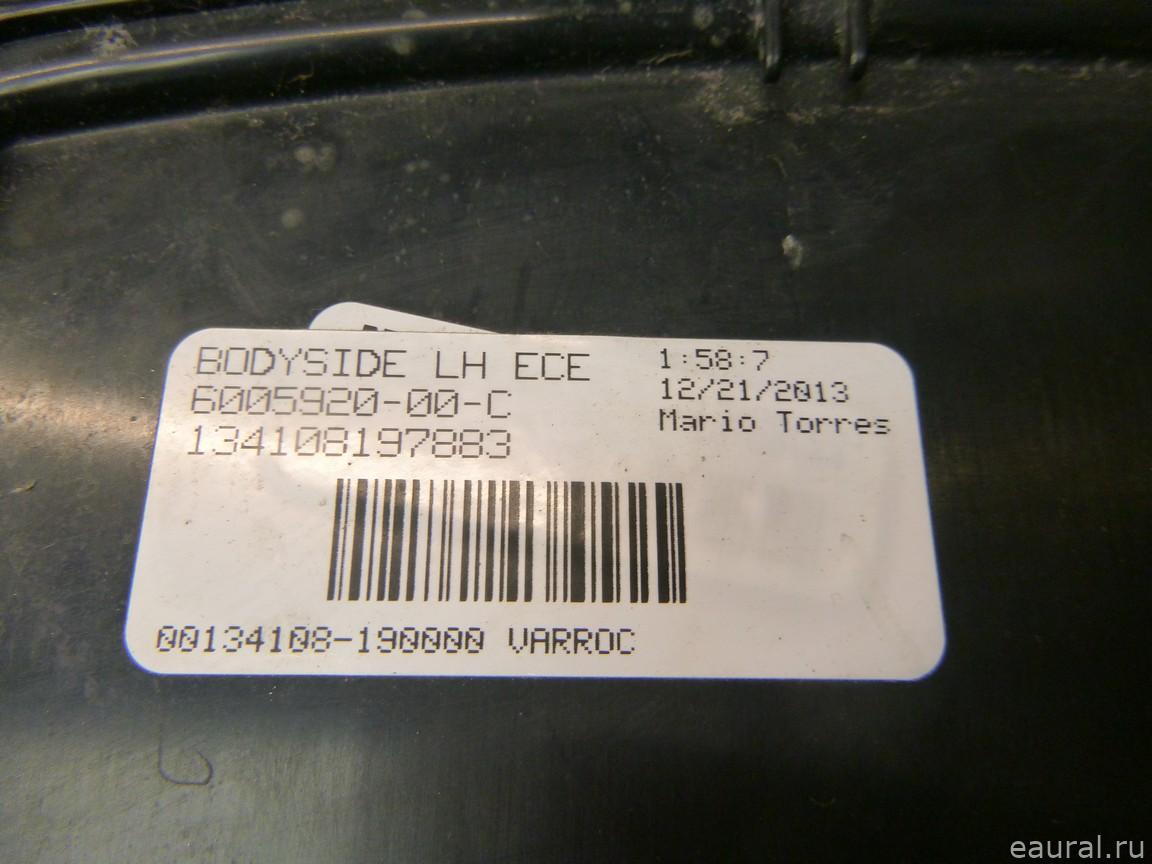 BODYSIDE LH ECE
6005920-00-C
134108197883
1:58:7
12/21/2013
Mario Torres
00134108-190000 VARROC
eaural.ru